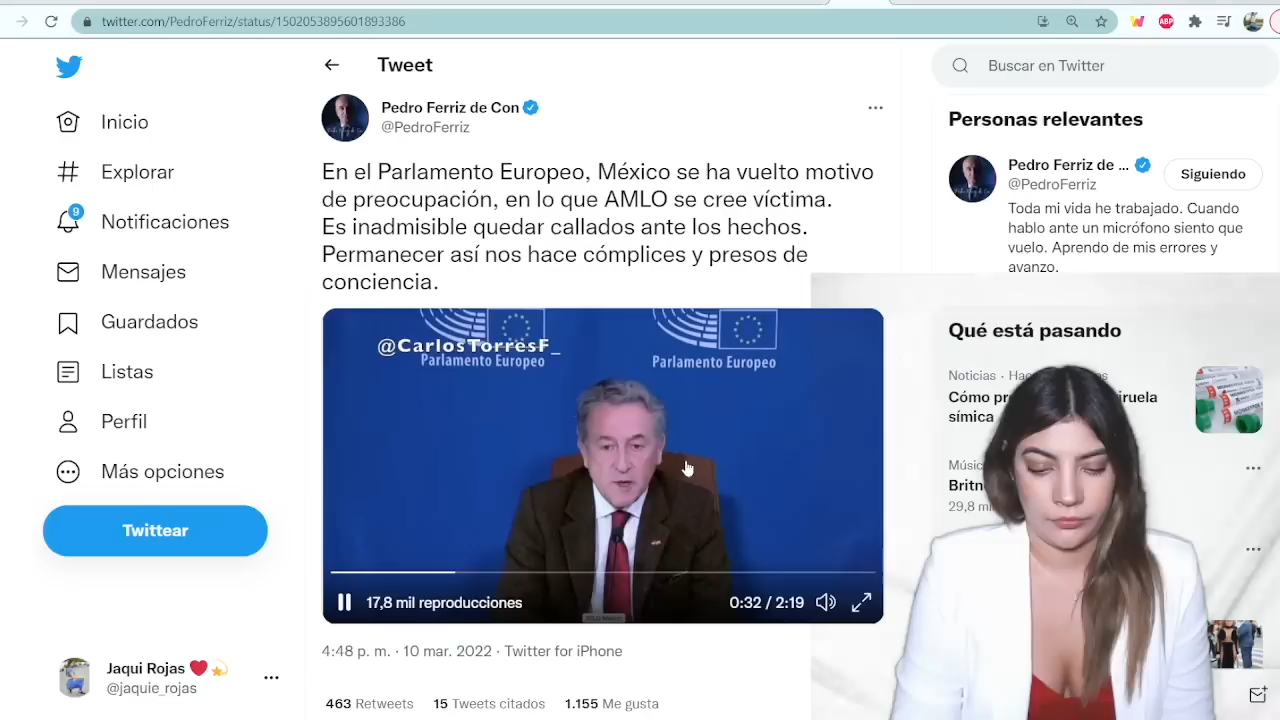 twitter.com/PedroFerriz/status/1502053895601893386
W
ABP
Inicio
Explorar
9
Notificaciones
Mensajes
Guardados
Listas
Perfil
Más opciones
Twittear
Jaqui Rojas
@jaquie_rojas
Tweet
Pedro Ferriz de Con
@PedroFerriz
En el Parlamento Europeo, México se ha vuelto motivo
de preocupación, en lo que AMLO se cree víctima.
Es inadmisible quedar callados ante los hechos.
Permanecer así nos hace cómplices y presos de
conciencia.
@CarlosTorresF_
Parlamento Europeo
Parlamento Europeo
17,8 mil reproducciones
0:32 / 2:19
4:48 p. m. · 10 mar. 2022 · Twitter for iPhone
463 Retweets 15 Tweets citados 1.155 Me gusta
Buscar en Twitter
Personas relevantes
Pedro Ferriz de ...
Siguiendo
@PedroFerriz
Toda mi vida he trabajado. Cuando
hablo ante un micrófono siento que
vuelo. Aprendo de mis errores y
avanzo.
Qué está pasando
Noticias ·
Cómo
símica
29,8